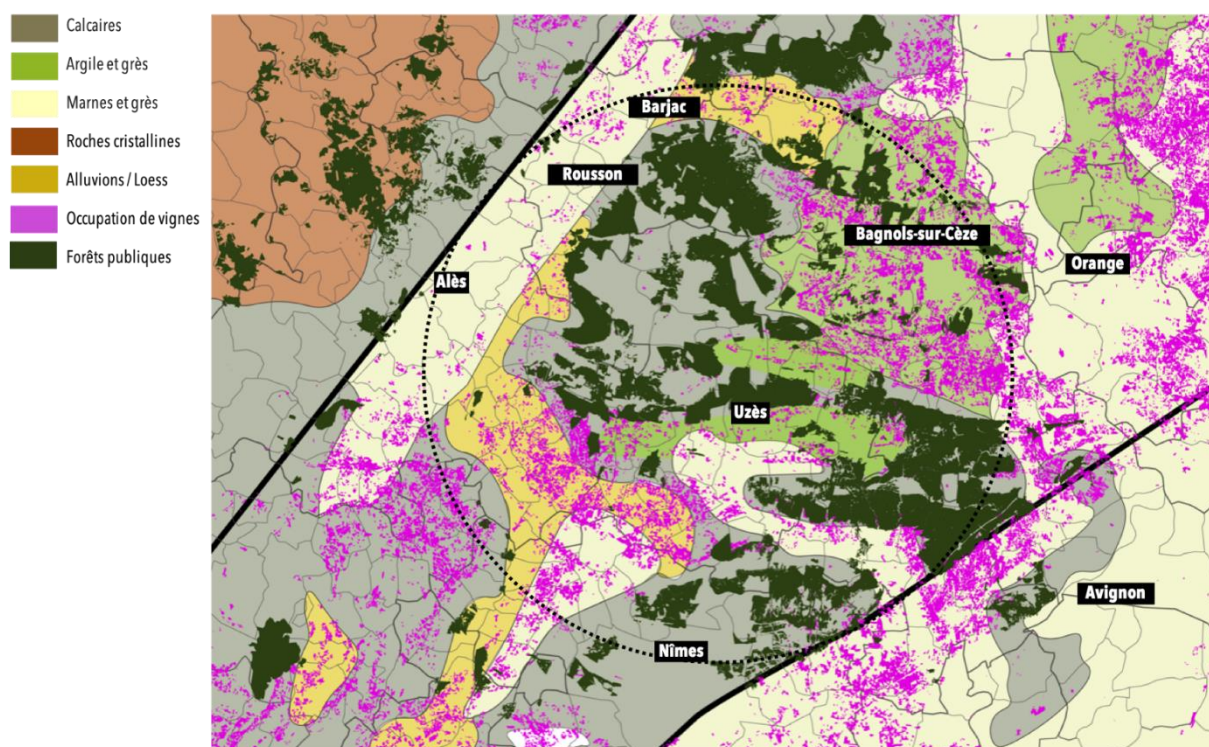 Calcaires
Argile et grès
Marnes et grès
Roches cristallines
Alluvions / Loess
Occupation de vignes
Forêts publiques
Barjac
Rousson
Bagnols-sur-Cèze
Orange
Alès
Uzès
Avignon
Nîmes